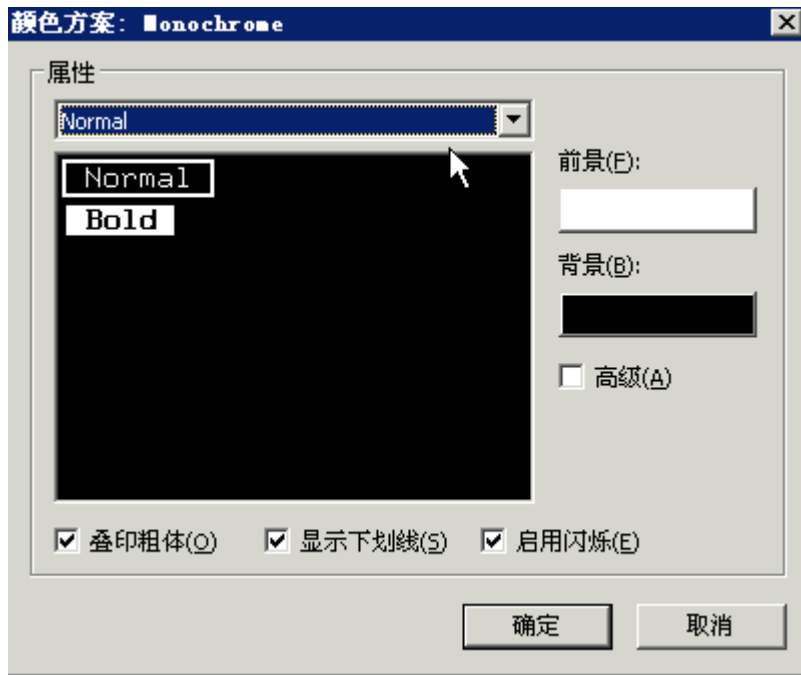 颜色方案: Monochrome
属性
Normal
Normal
Bold
前景(F):
背景(B):
高级(A)
叠印粗体(O) 显示下划线(S) 启用闪烁(E)
确定 取消